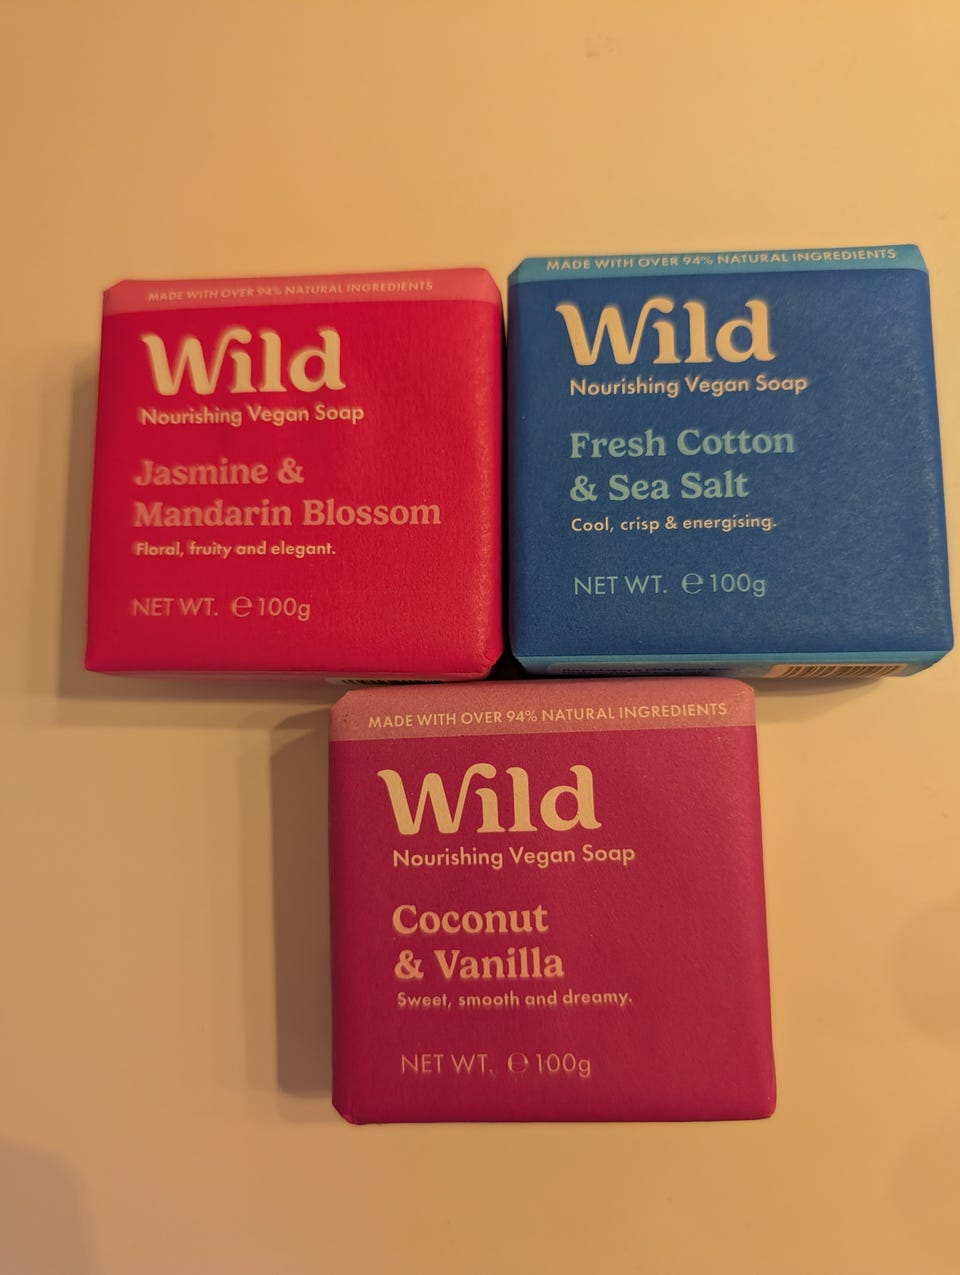 MADE WITH OVER 94% NATURAL INGREDIENTS
Wild
Nourishing Vegan Soap
Jasmine &
Mandarin Blossom
Floral, fruity and elegant.
NET WT. ℮ 100g
MADE WITH OVER 94% NATURAL INGREDIENTS
Wild
Nourishing Vegan Soap
Fresh Cotton
& Sea Salt
Cool, crisp & energising.
NET WT. ℮ 100g
MADE WITH OVER 94% NATURAL INGREDIENTS
Wild
Nourishing Vegan Soap
Coconut
& Vanilla
Sweet, smooth and dreamy.
NET WT. ℮ 100g